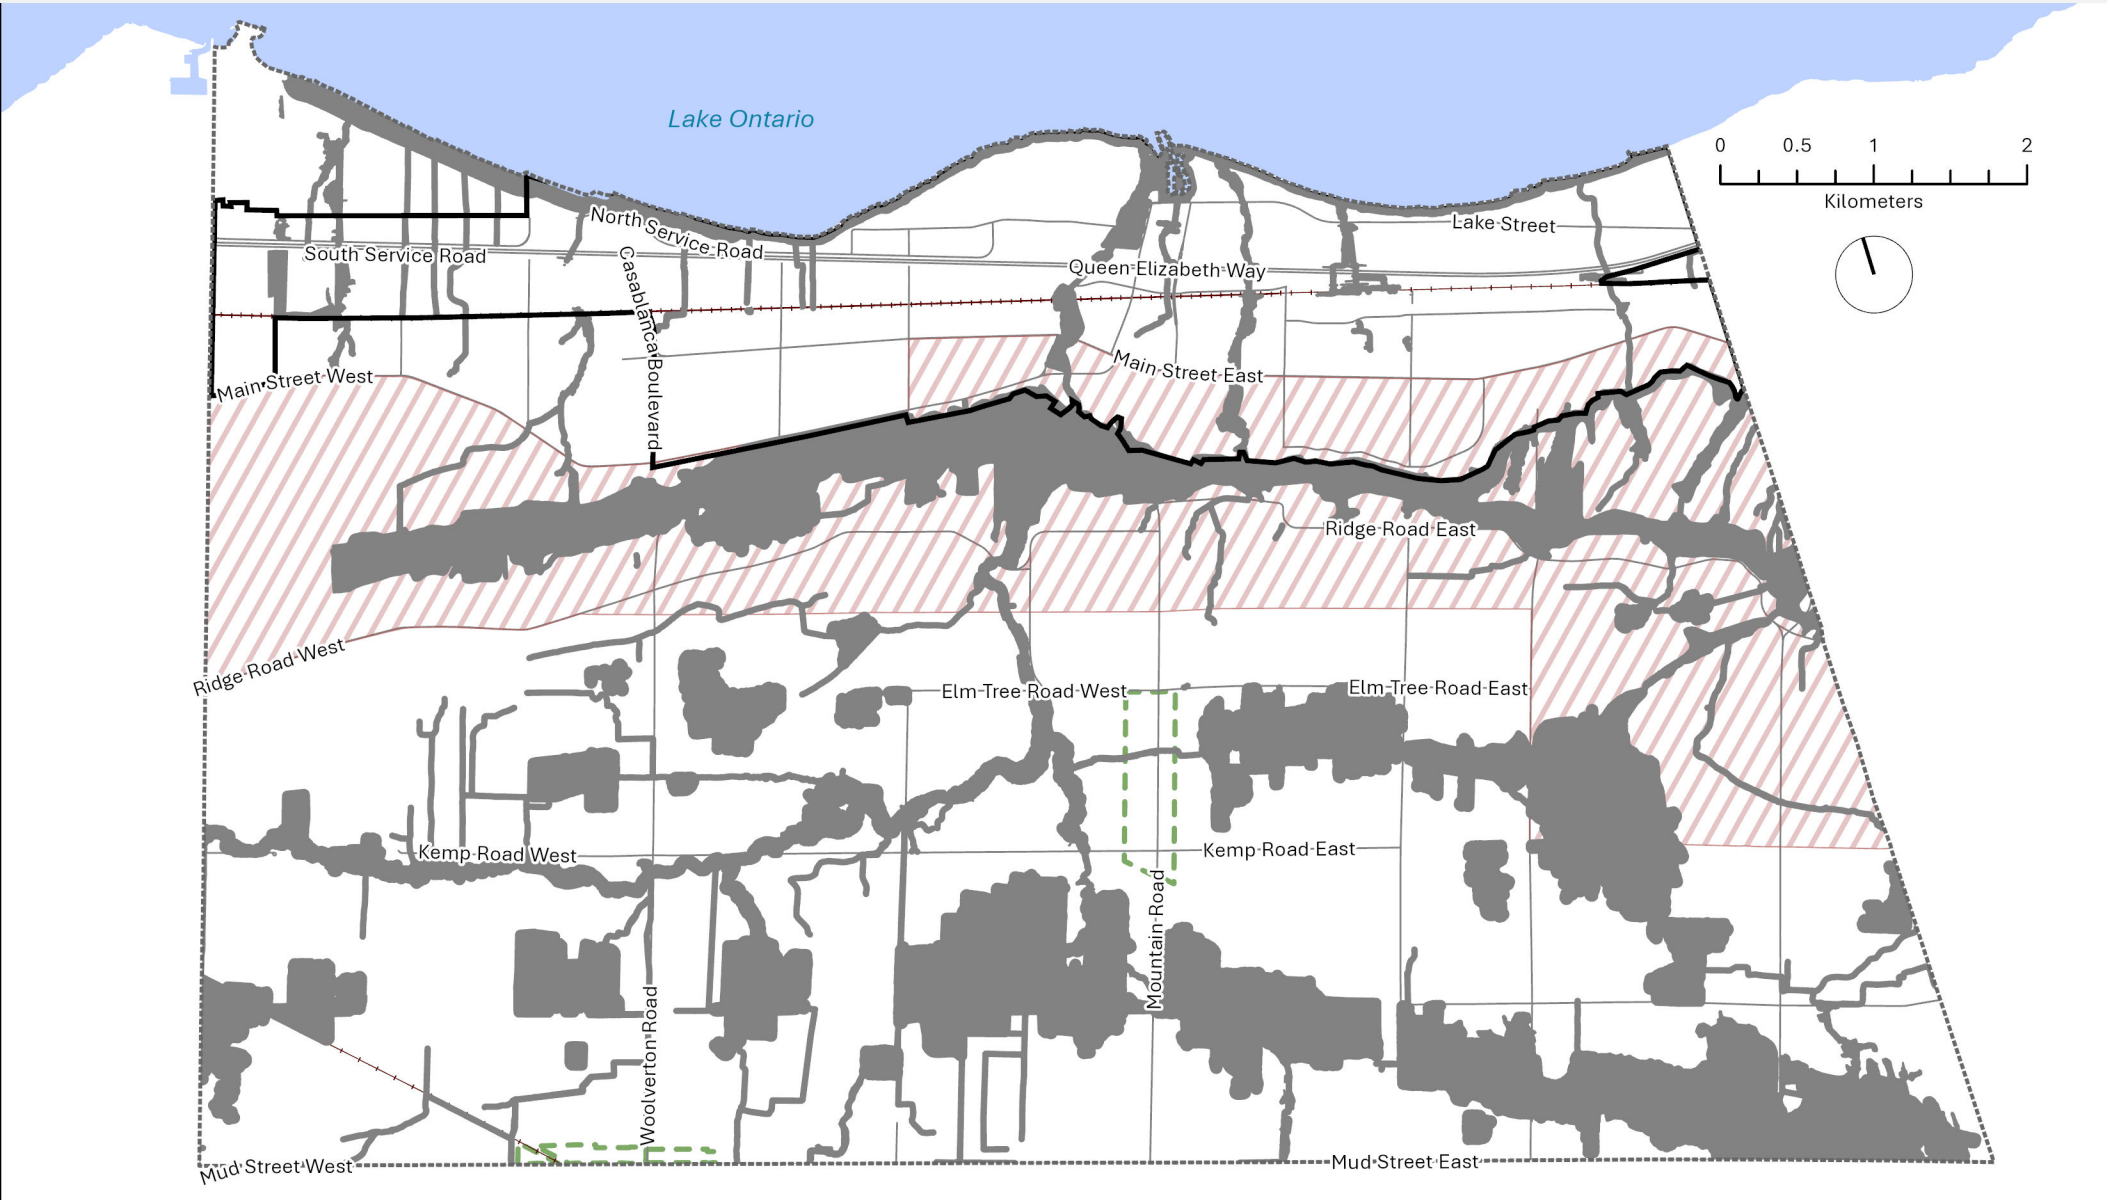 Lake Ontario
0 0.5 1 2
Kilometers
North Service Road
Lake Street
South Service Road
Casablanca Boulevard
Queen Elizabeth Way
Main Street West
Main Street East
Ridge Road East
Ridge Road West
Elm Tree Road West
Elm Tree Road East
Kemp Road West
Kemp Road East
Mountain Road
Woolverton Road
Mud Street West
Mud Street East